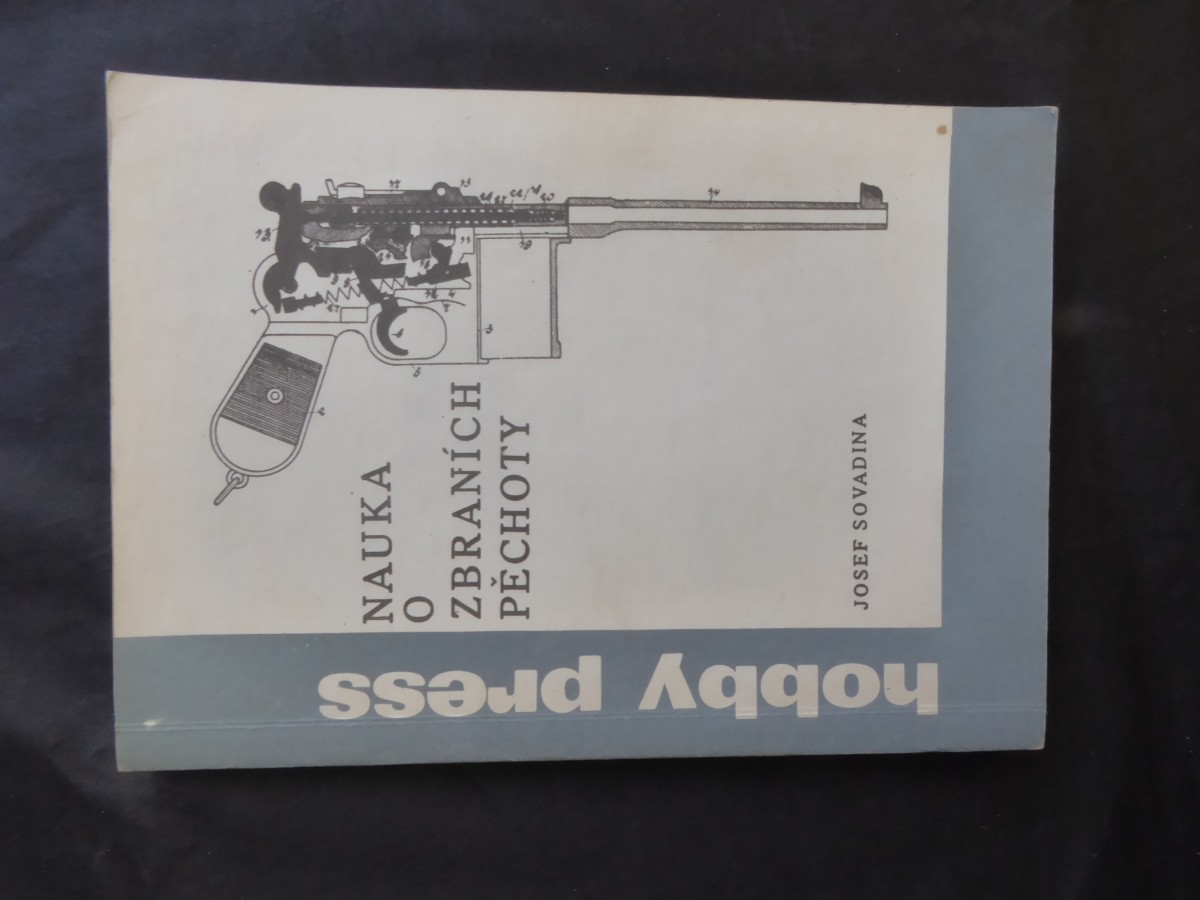 NAUKA
O
ZBRANÍCH
PĚCHOTY
JOSEF SOVADINA
hobby press